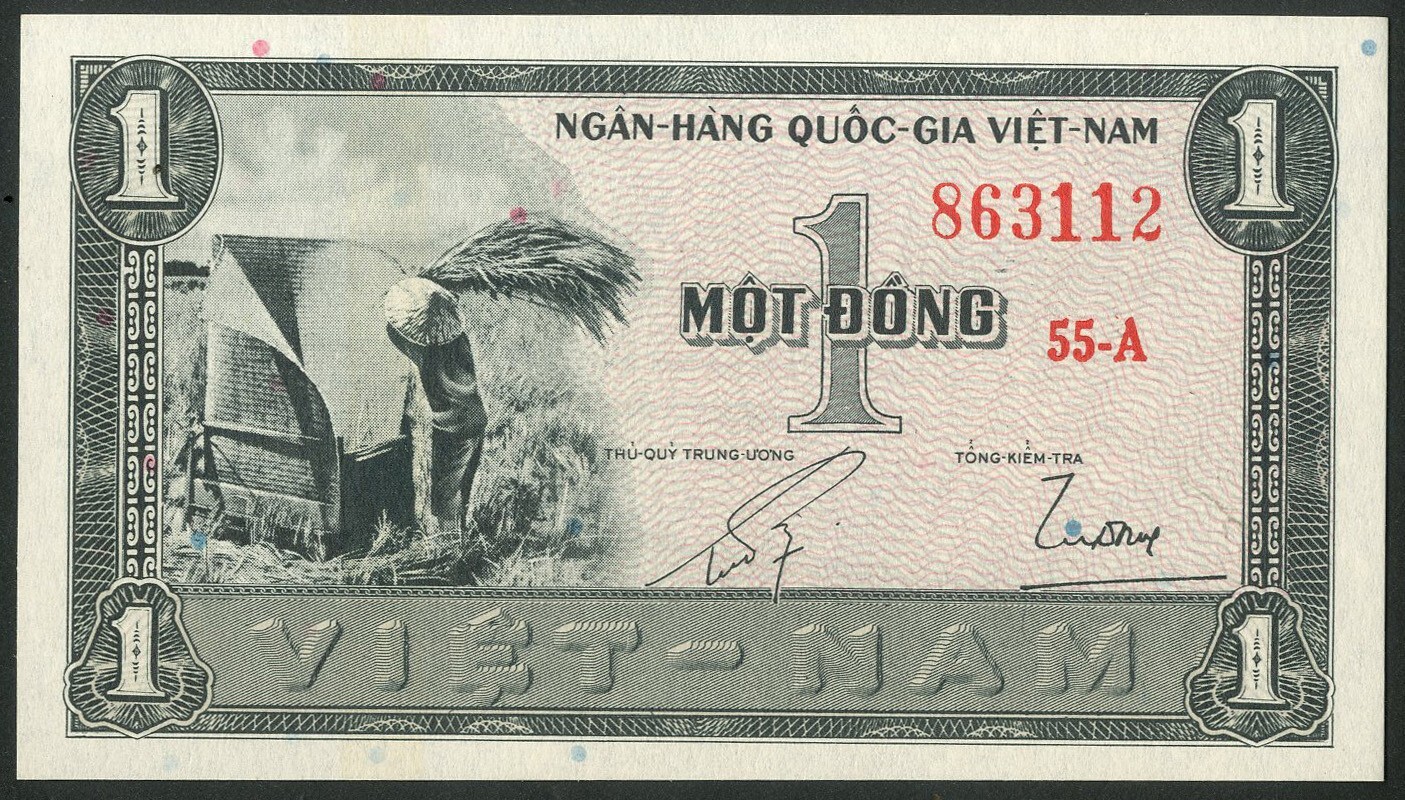 1
1
NGÂN-HÀNG QUỐC-GIA VIỆT-NAM
863112
1
MỘT ĐỒNG
55-A
THỦ-QUỸ TRUNG-ƯƠNG
TỔNG-KIỂM-TRA
1
VIỆT-NAM
1